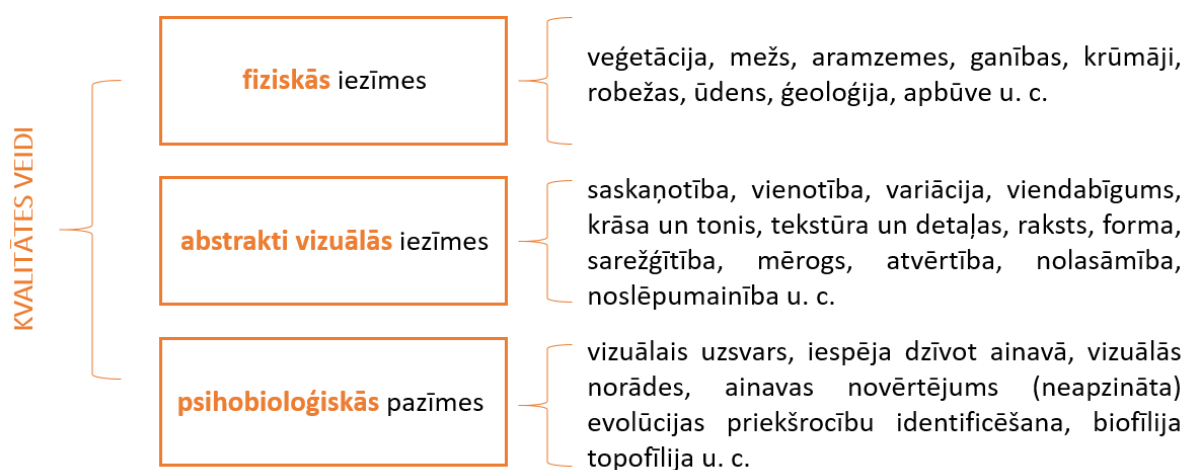 KVALITĀTES VEIDI
fiziskās iezīmes
veģetācija, mežs, aramzemes, ganības, krūmāji,
robežas, ūdens, ģeoloģija, apbūve u. c.
abstrakti vizuālās iezīmes
saskaņotība, vienotība, variācija, viendabīgums,
krāsa un tonis, tekstūra un detaļas, raksts, forma,
sarežģītība, mērogs, atvērtība, nolasāmība,
noslēpumainība u. c.
psihobioloģiskās pazīmes
vizuālais uzsvars, iespēja dzīvot ainavā, vizuālās
norādes, ainavas novērtējums (neapzināta)
evolūcijas priekšrocību identificēšana, biofīlija
topofīlija u. c.